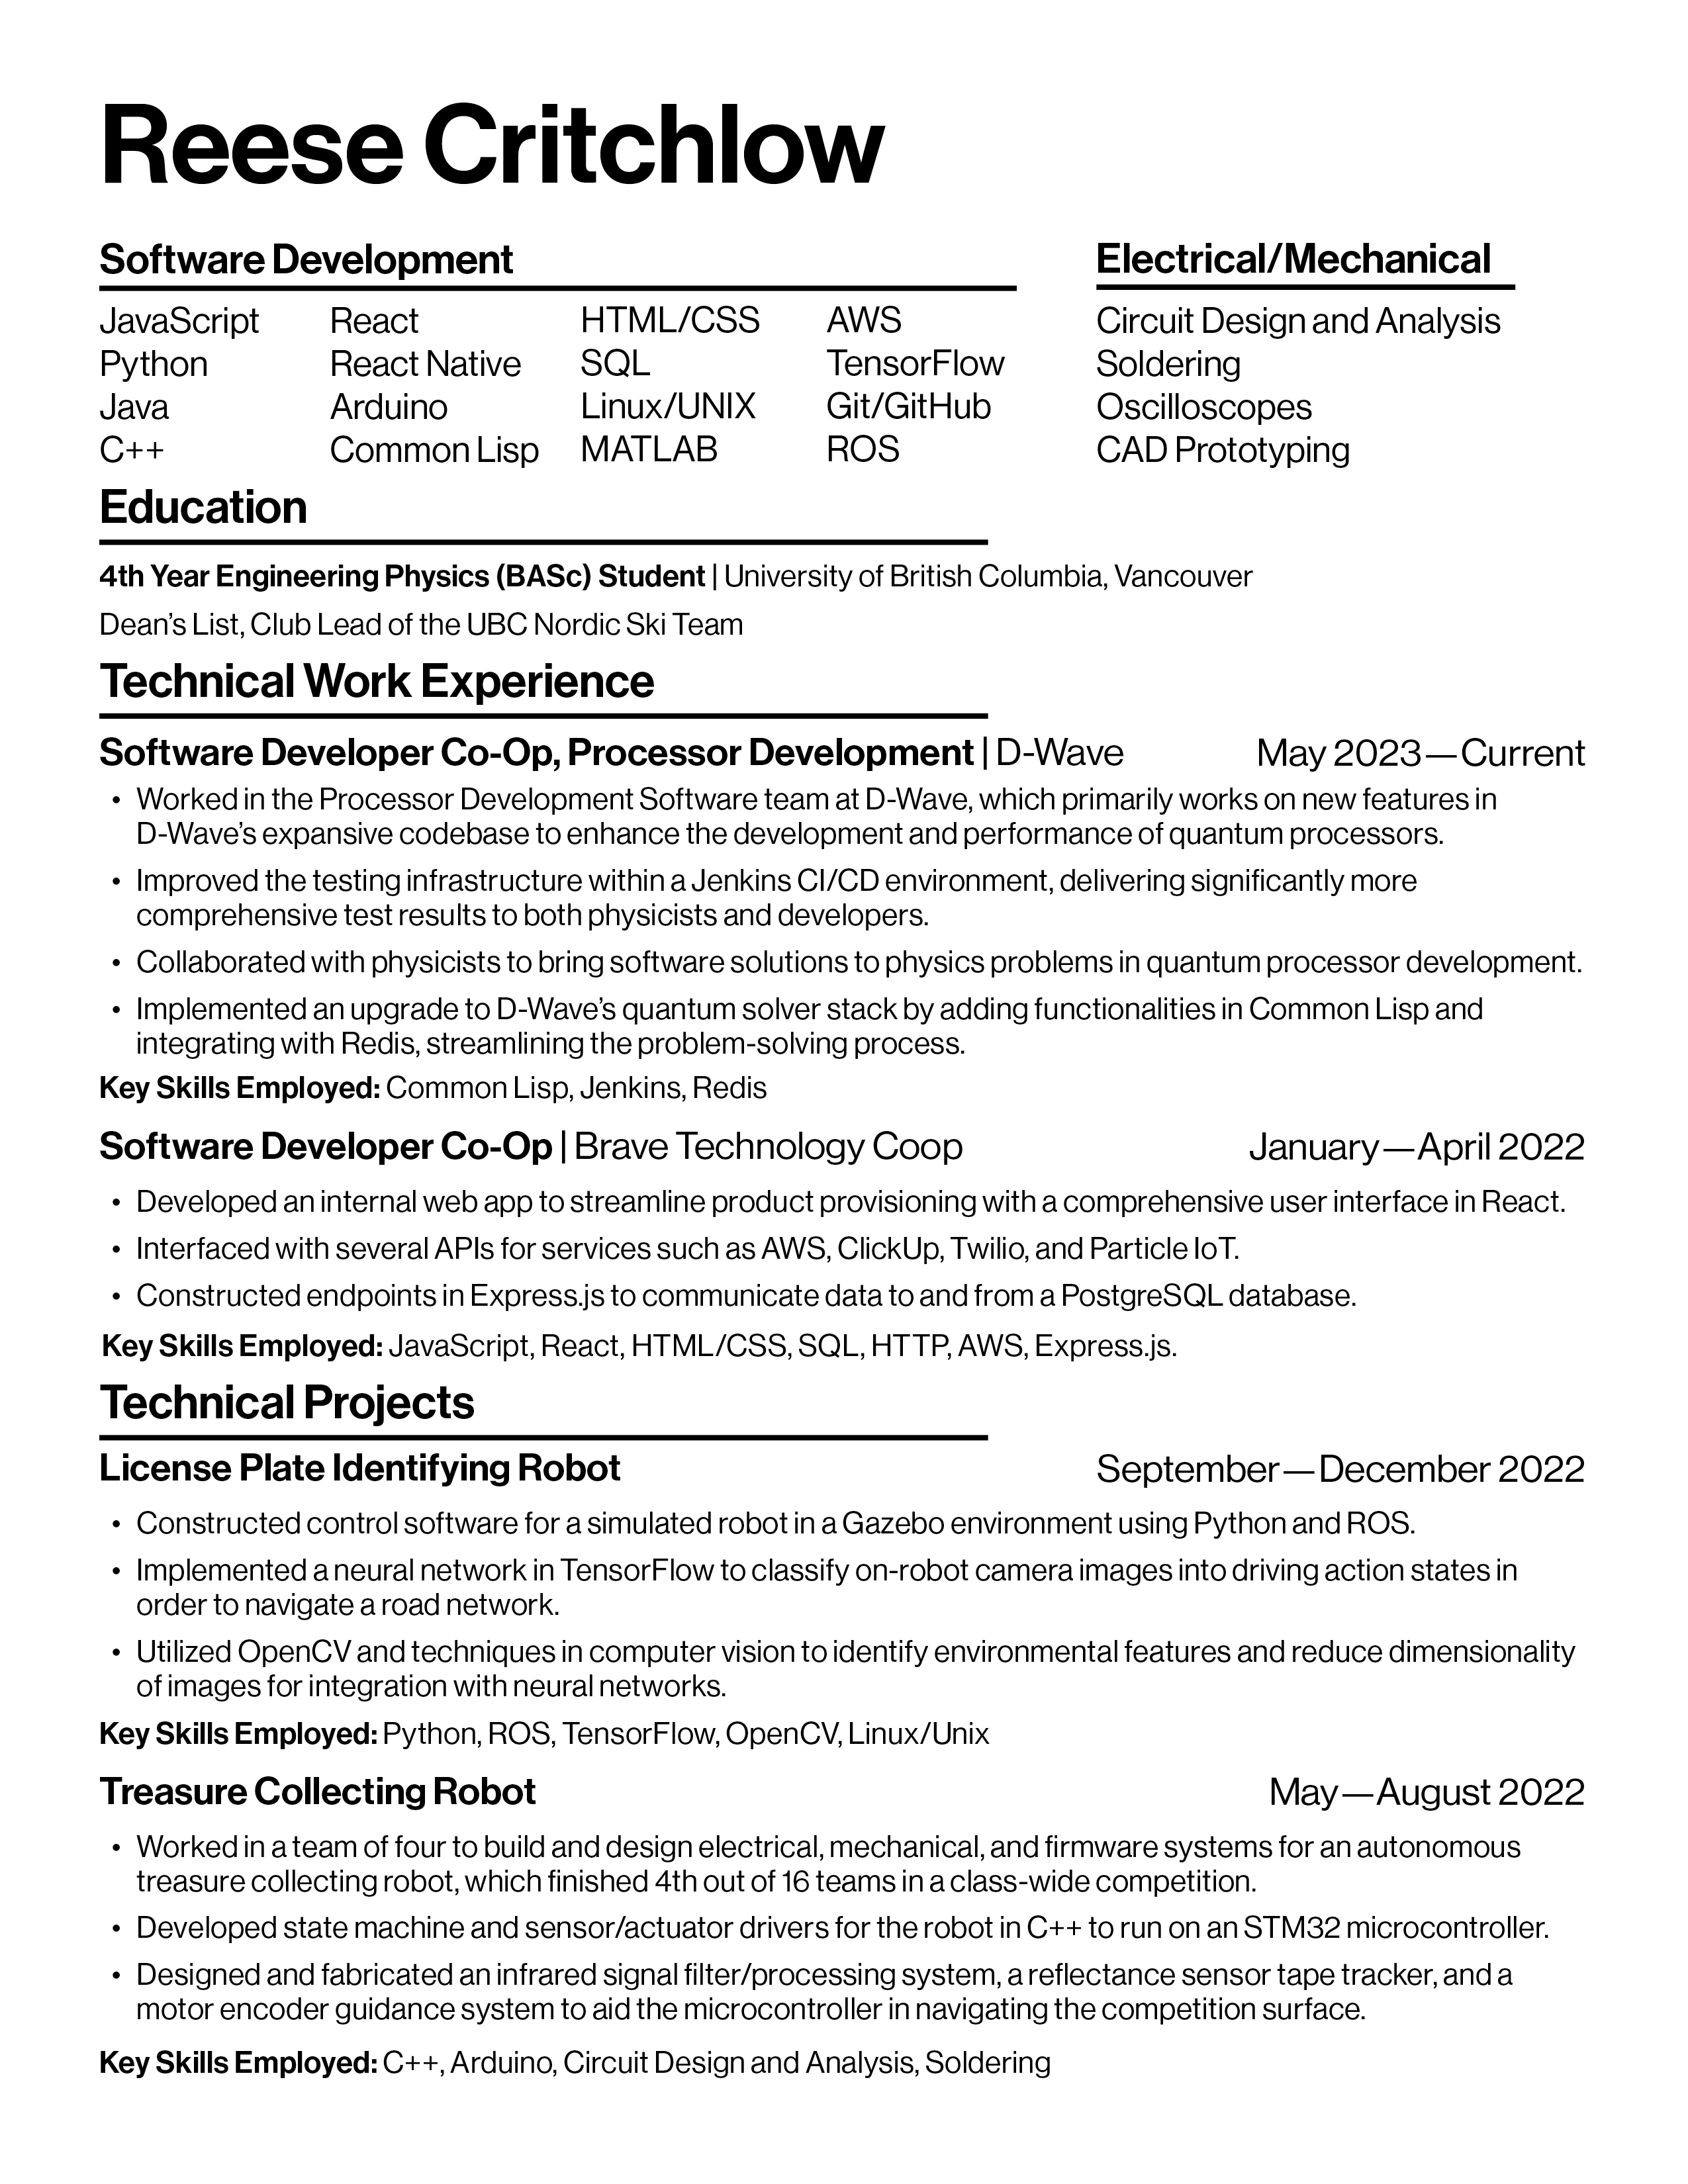 Reese Critchlow
Software Development
JavaScript React HTML/CSS AWS
Python React Native SQL TensorFlow
Java Arduino Linux/UNIX Git/GitHub
C++ Common Lisp MATLAB ROS
Electrical/Mechanical
Circuit Design and Analysis
Soldering
Oscilloscopes
CAD Prototyping
Education
4th Year Engineering Physics (BASc) Student | University of British Columbia, Vancouver
Dean’s List, Club Lead of the UBC Nordic Ski Team
Technical Work Experience
Software Developer Co-Op, Processor Development | D-Wave May 2023—Current
• Worked in the Processor Development Software team at D-Wave, which primarily works on new features in
D-Wave’s expansive codebase to enhance the development and performance of quantum processors.
• Improved the testing infrastructure within a Jenkins CI/CD environment, delivering significantly more
comprehensive test results to both physicists and developers.
• Collaborated with physicists to bring software solutions to physics problems in quantum processor development.
• Implemented an upgrade to D-Wave’s quantum solver stack by adding functionalities in Common Lisp and
integrating with Redis, streamlining the problem-solving process.
Key Skills Employed: Common Lisp, Jenkins, Redis
Software Developer Co-Op | Brave Technology Coop January—April 2022
• Developed an internal web app to streamline product provisioning with a comprehensive user interface in React.
• Interfaced with several APIs for services such as AWS, ClickUp, Twilio, and Particle IoT.
• Constructed endpoints in Express.js to communicate data to and from a PostgreSQL database.
Key Skills Employed: JavaScript, React, HTML/CSS, SQL, HTTP, AWS, Express.js.
Technical Projects
License Plate Identifying Robot September—December 2022
• Constructed control software for a simulated robot in a Gazebo environment using Python and ROS.
• Implemented a neural network in TensorFlow to classify on-robot camera images into driving action states in
order to navigate a road network.
• Utilized OpenCV and techniques in computer vision to identify environmental features and reduce dimensionality
of images for integration with neural networks.
Key Skills Employed: Python, ROS, TensorFlow, OpenCV, Linux/Unix
Treasure Collecting Robot May—August 2022
• Worked in a team of four to build and design electrical, mechanical, and firmware systems for an autonomous
treasure collecting robot, which finished 4th out of 16 teams in a class-wide competition.
• Developed state machine and sensor/actuator drivers for the robot in C++ to run on an STM32 microcontroller.
• Designed and fabricated an infrared signal filter/processing system, a reflectance sensor tape tracker, and a
motor encoder guidance system to aid the microcontroller in navigating the competition surface.
Key Skills Employed: C++, Arduino, Circuit Design and Analysis, Soldering